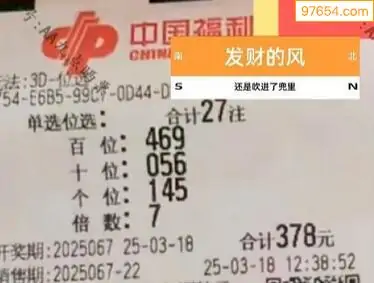 97654.com
中国福利
CHINA
发财的风
南 北
S 还是吹进了兜里 N
法: 3D-位选
54-E6B5-99C7-0D44-D
单选位选: 合计27注
百 位: 469
十 位: 056
个 位: 145
倍 数: 7
开奖期: 2025067 25-03-18 合计378元
销售期: 2025067-22 25-03-18 12:38:52